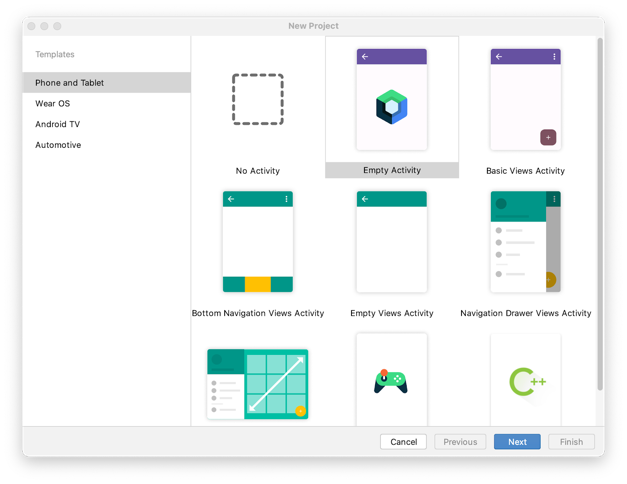 New Project
Templates
Phone and Tablet
Wear OS
Android TV
Automotive
No Activity
Empty Activity
Basic Views Activity
Bottom Navigation Views Activity
Empty Views Activity
Navigation Drawer Views Activity
C++
Cancel
Previous
Next
Finish